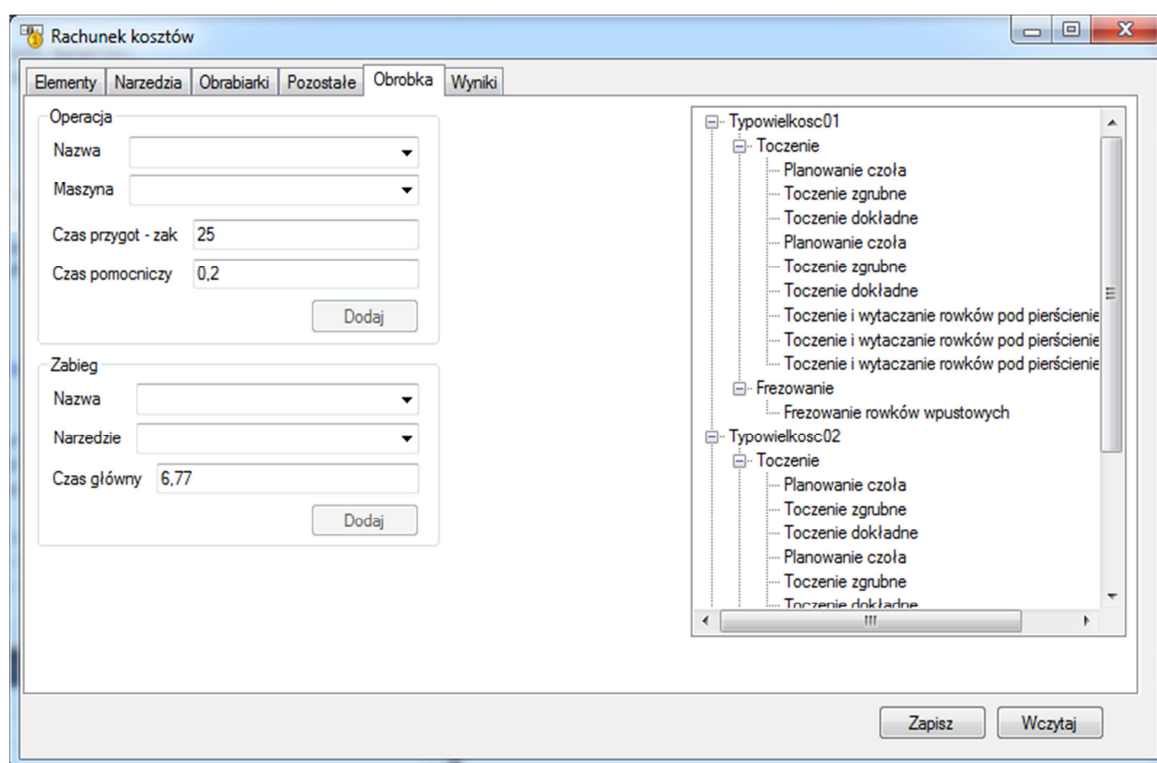 Rachunek kosztów
Elementy Narzedzia Obrabiarki Pozostałe Obrobka Wyniki
Operacja
Nazwa
Maszyna
Czas przygot - zak 25
Czas pomocniczy 0,2
Dodaj
Zabieg
Nazwa
Narzedzie
Czas główny 6,77
Dodaj
Typowielkosc01
Toczenie
Planowanie czoła
Toczenie zgrubne
Toczenie dokładne
Planowanie czoła
Toczenie zgrubne
Toczenie dokładne
Toczenie i wytaczanie rowków pod pierścienie
Toczenie i wytaczanie rowków pod pierścienie
Toczenie i wytaczanie rowków pod pierścienie
Frezowanie
Frezowanie rowków wpustowych
Typowielkosc02
Toczenie
Planowanie czoła
Toczenie zgrubne
Toczenie dokładne
Planowanie czoła
Toczenie zgrubne
Toczenie dokładne
Zapisz Wczytaj